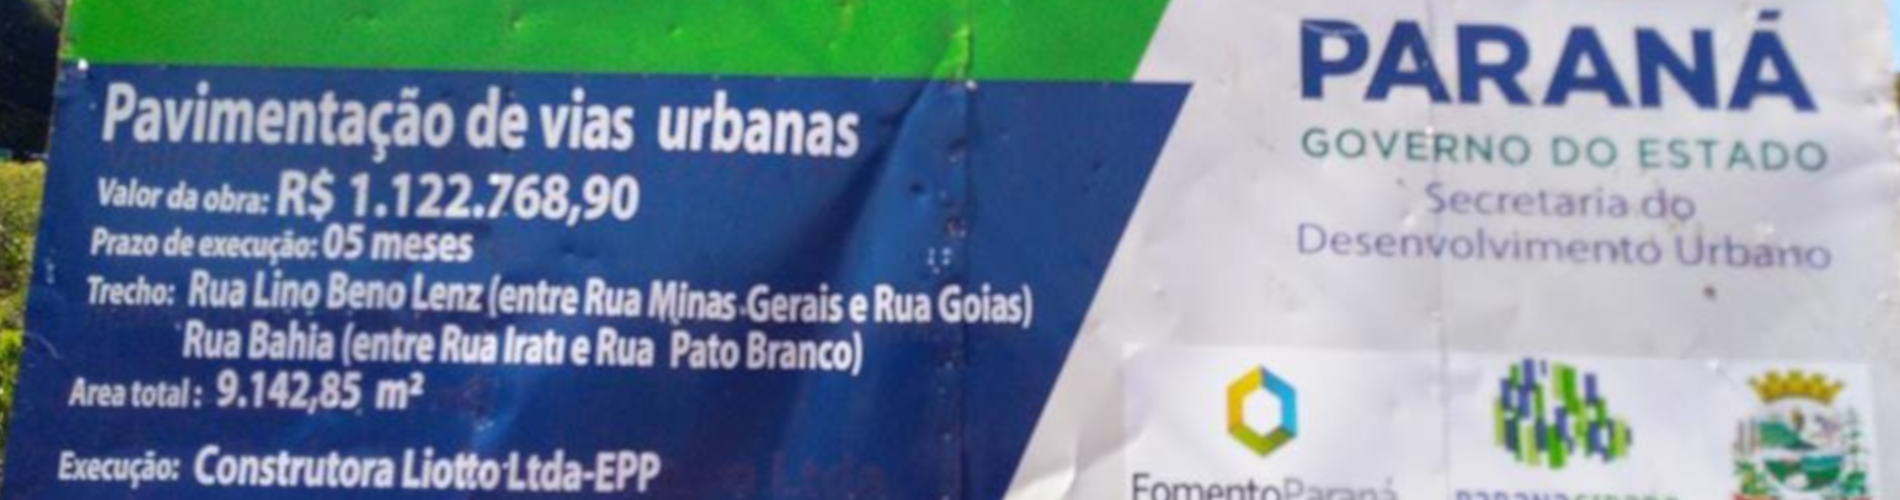 Pavimentação de vias urbanas
Valor da obra: R$ 1.122.768,90
Prazo de execução: 05 meses
Trecho: Rua Lino Beno Lenz (entre Rua Minas Gerais e Rua Goias)
Rua Bahia (entre Rua Irati e Rua Pato Branco)
Area total: 9.142,85 m²
Execução: Construtora Liotto Ltda-EPP
PARANÁ
GOVERNO DO ESTADO
Secretaria do
Desenvolvimento Urbano
FomentoParaná